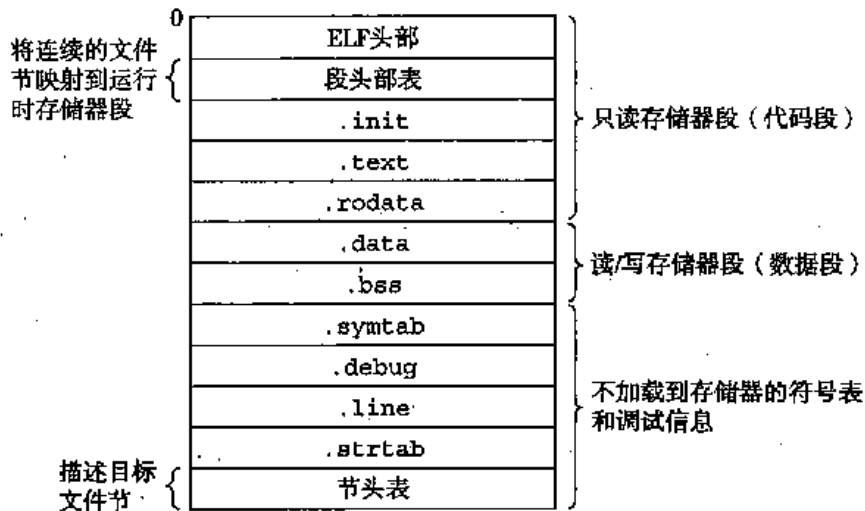 0
将连续的文件
节映射到运行
时存储器段
ELF头部
段头部表
.init
.text
.rodata
只读存储器段（代码段）
.data
.bss
读/写存储器段（数据段）
.symtab
.debug
.line
.strtab
不加载到存储器的符号表
和调试信息
描述目标
文件节
节头表